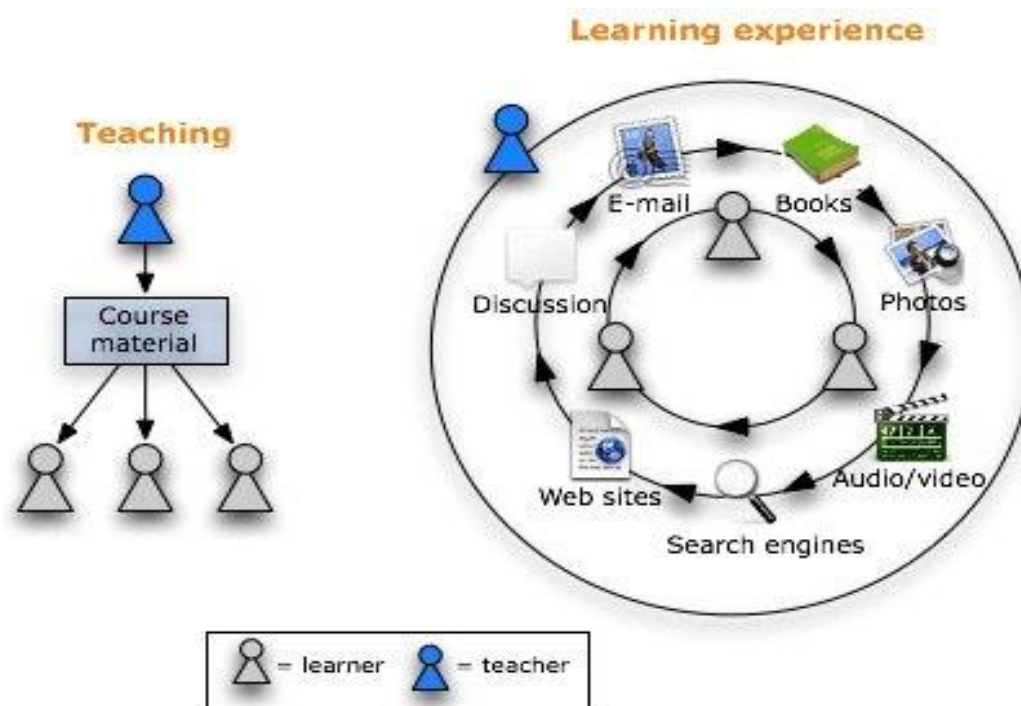 Learning experience
Teaching
E-mail
Books
Course
material
Discussion
Photos
Web sites
Audio/video
Search engines
= learner
= teacher